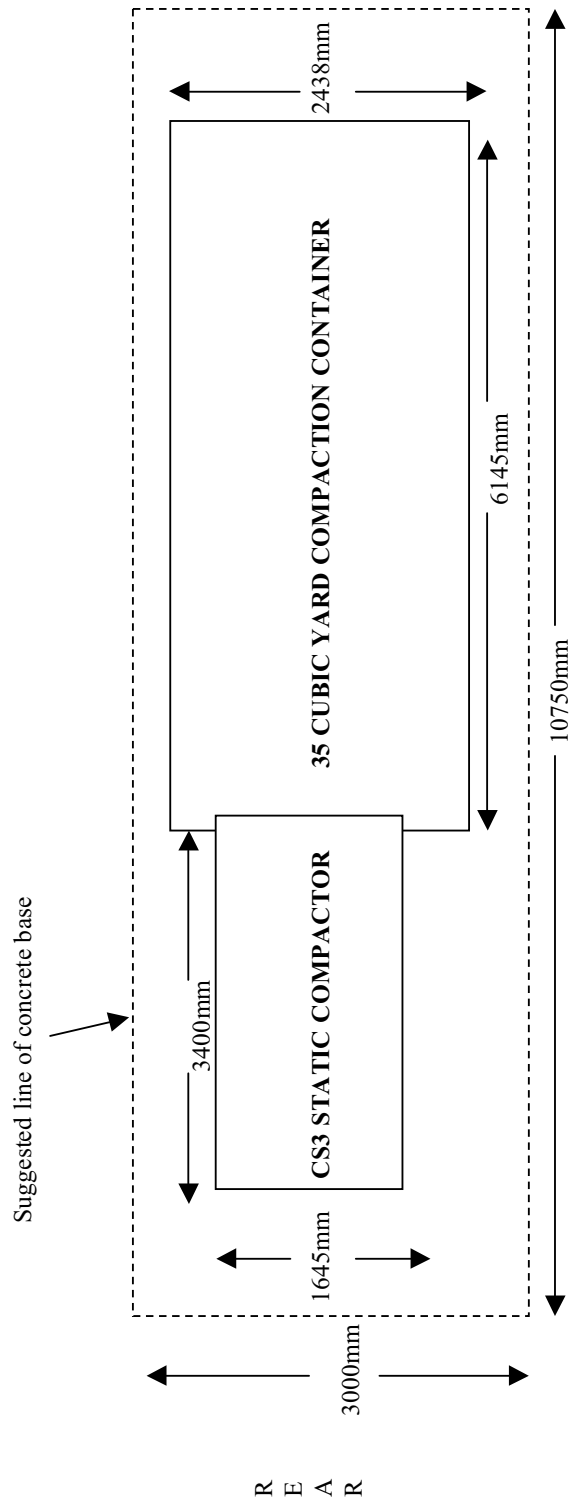 Suggested line of concrete base
3400mm
CS3 STATIC COMPACTOR
1645mm
3000mm
R
E
A
R
35 CUBIC YARD COMPACTION CONTAINER
2438mm
6145mm
10750mm